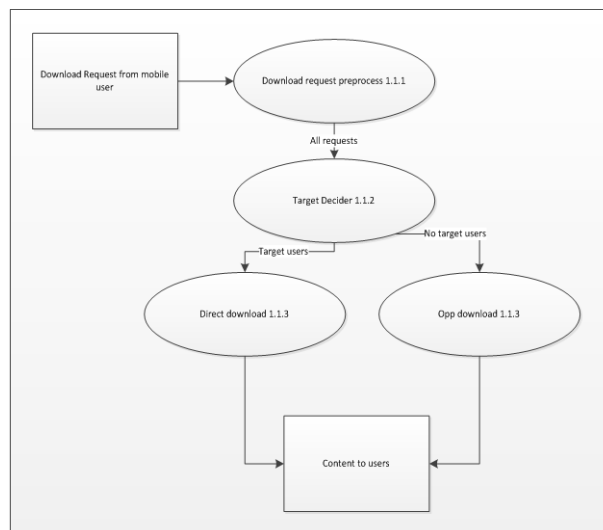 Download Request from mobile
user
Download request preprocess 1.1.1
All requests
Target Decider 1.1.2
No target users
Target users
Direct download 1.1.3
Opp download 1.1.3
Content to users